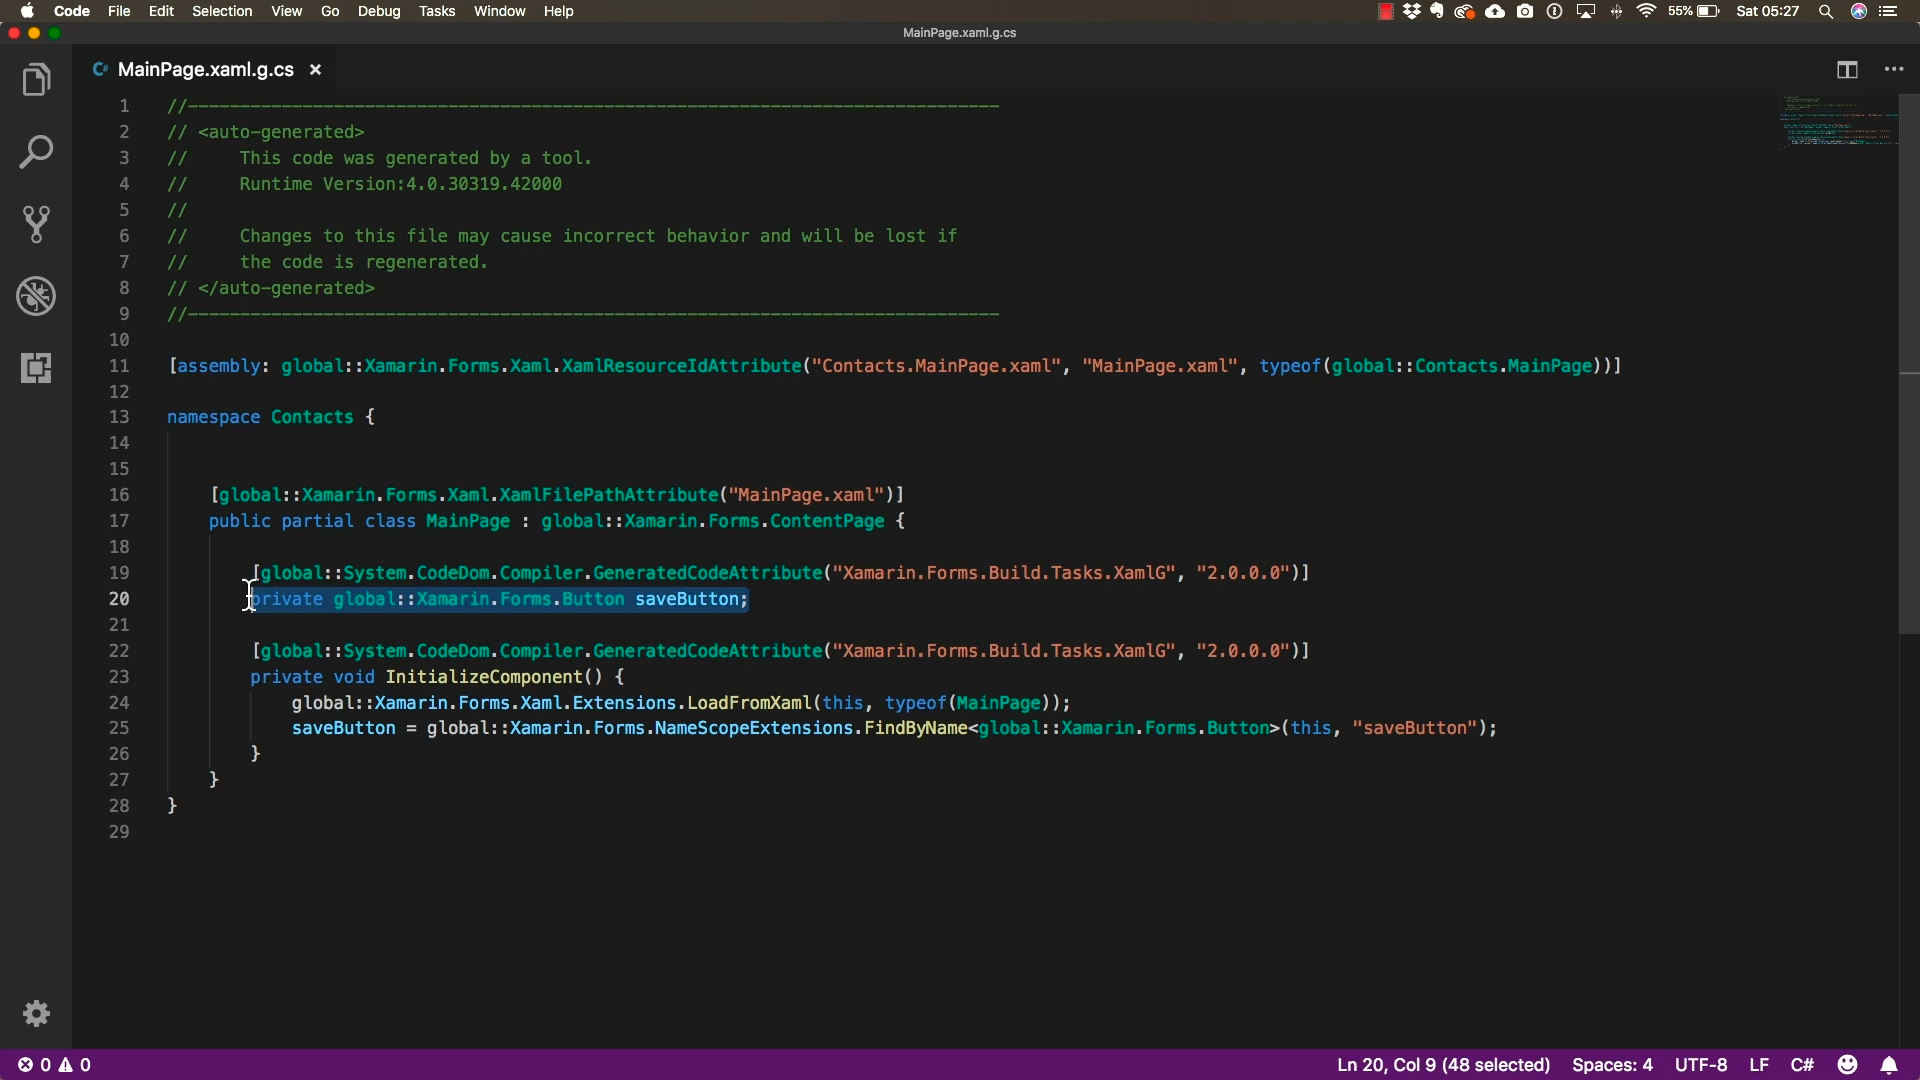 Code File Edit Selection View Go Debug Tasks Window Help 55% Sat 05:27
MainPage.xaml.g.cs
C# MainPage.xaml.g.cs ×
1 //------------------------------------------------------------------------------
2 // <auto-generated>
3 //     This code was generated by a tool.
4 //     Runtime Version:4.0.30319.42000
5 //
6 //     Changes to this file may cause incorrect behavior and will be lost if
7 //     the code is regenerated.
8 // </auto-generated>
9 //------------------------------------------------------------------------------
10
11 [assembly: global::Xamarin.Forms.Xaml.XamlResourceIdAttribute("Contacts.MainPage.xaml", "MainPage.xaml", typeof(global::Contacts.MainPage))]
12
13 namespace Contacts {
14
15
16     [global::Xamarin.Forms.Xaml.XamlFilePathAttribute("MainPage.xaml")]
17     public partial class MainPage : global::Xamarin.Forms.ContentPage {
18
19         [global::System.CodeDom.Compiler.GeneratedCodeAttribute("Xamarin.Forms.Build.Tasks.XamlG", "2.0.0.0")]
20         private global::Xamarin.Forms.Button saveButton;
21
22         [global::System.CodeDom.Compiler.GeneratedCodeAttribute("Xamarin.Forms.Build.Tasks.XamlG", "2.0.0.0")]
23         private void InitializeComponent() {
24             global::Xamarin.Forms.Xaml.Extensions.LoadFromXaml(this, typeof(MainPage));
25             saveButton = global::Xamarin.Forms.NameScopeExtensions.FindByName<global::Xamarin.Forms.Button>(this, "saveButton");
26         }
27     }
28 }
29
0 0 Ln 20, Col 9 (48 selected) Spaces: 4 UTF-8 LF C#